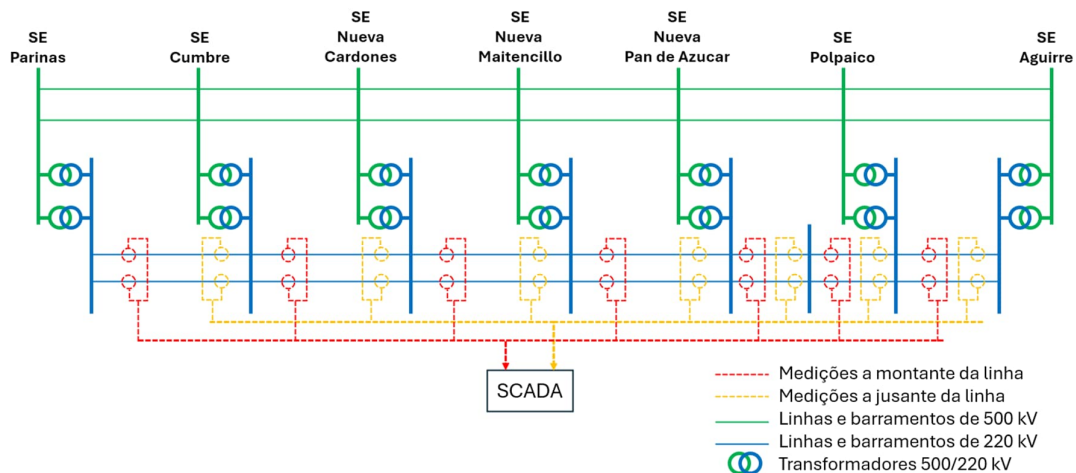 SE
Parinas
SE
Cumbre
SE
Nueva
Cardones
SE
Nueva
Maitencillo
SE
Nueva
Pan de Azucar
SE
Polpaico
SE
Aguirre
SCADA
Medições a montante da linha
Medições a jusante da linha
Linhas e barramentos de 500 kV
Linhas e barramentos de 220 kV
Transformadores 500/220 kV